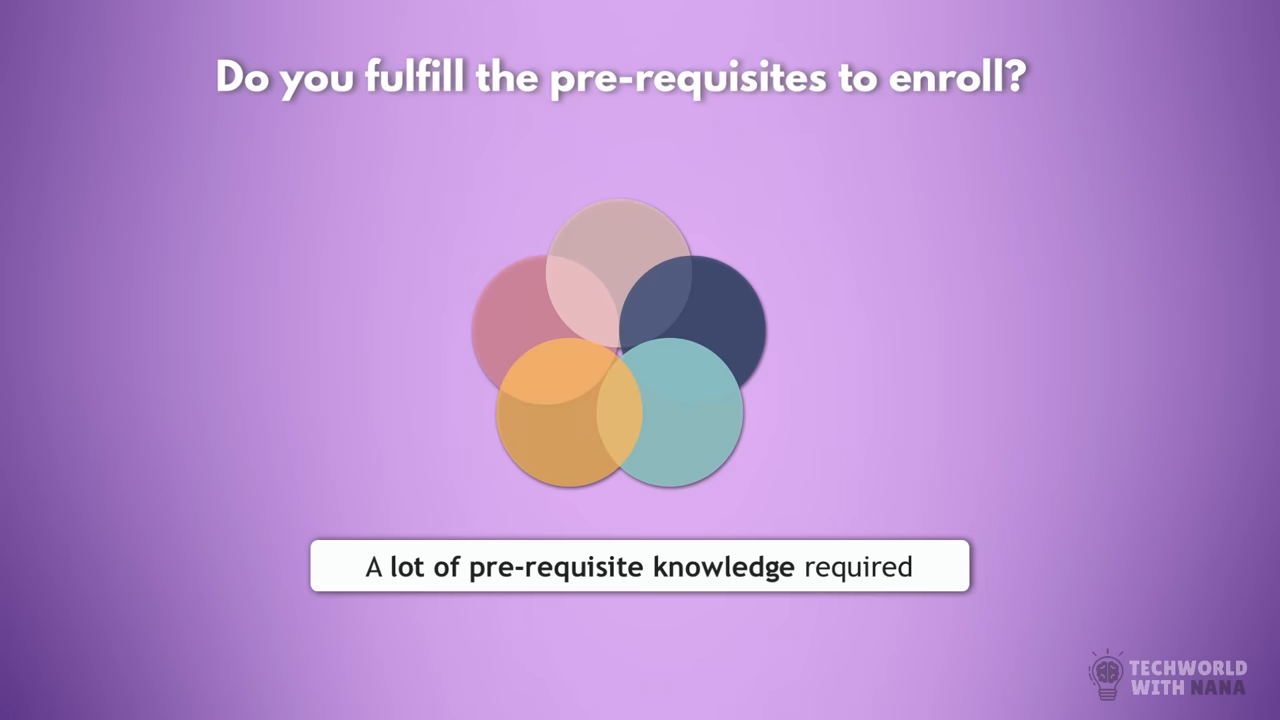 Do you fulfill the pre-requisites to enroll?
A lot of pre-requisite knowledge required
TECHWORLD
WITH NANA